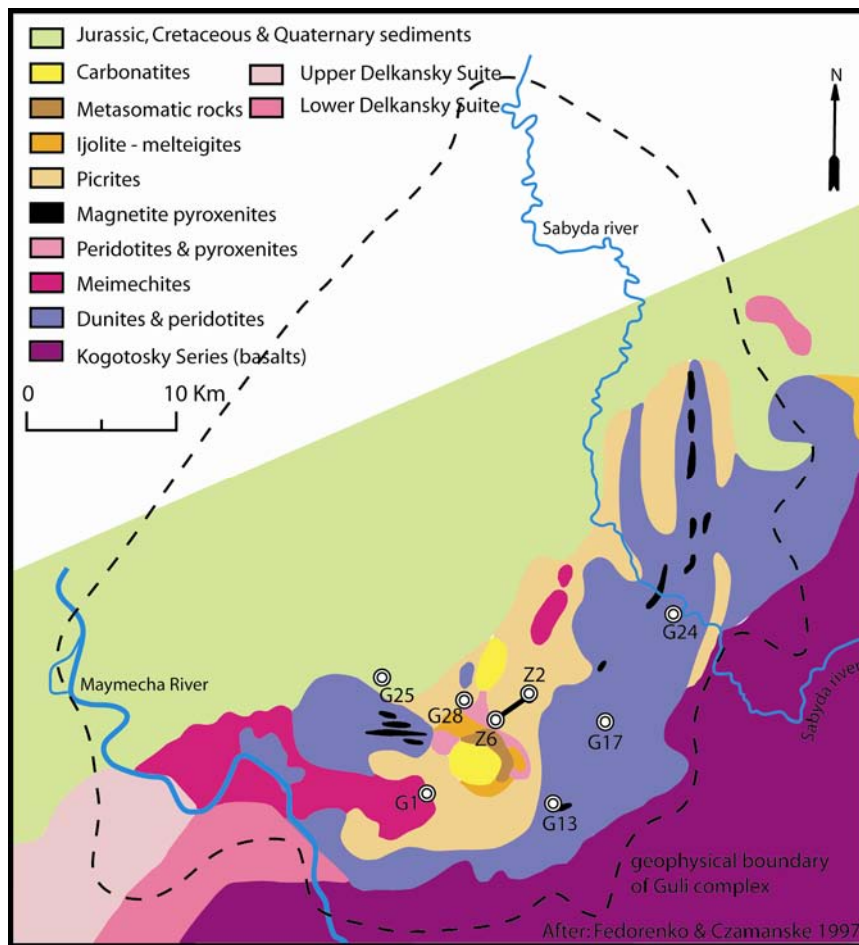 Jurassic, Cretaceous & Quaternary sediments
Carbonatites
Upper Delkansky Suite
Metasomatic rocks
Lower Delkansky Suite
Ijolite - melteigites
Picrites
Magnetite pyroxenites
Peridotites & pyroxenites
Meimechites
Dunites & peridotites
Kogotosky Series (basalts)
0 10 Km
N
Sabyda river
G24
Maymecha River
G25
G28
Z2
Z6
G17
Sabyda river
G1
G13
geophysical boundary
of Guli complex
After: Fedorenko & Czamanske 1997